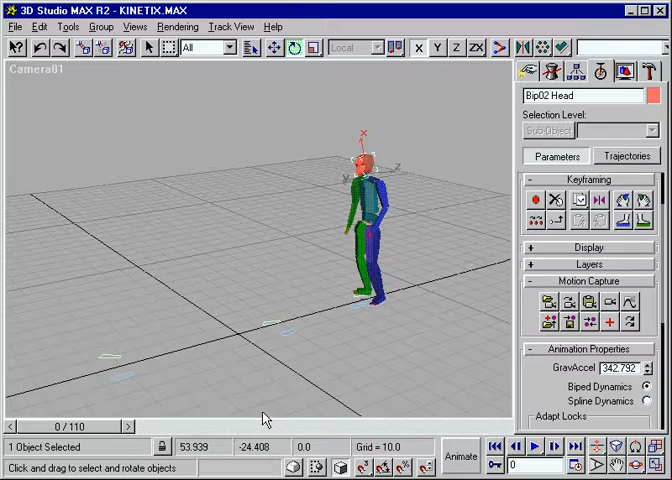 3D Studio MAX R2 - KINETIX.MAX
File Edit Tools Group Views Rendering Track View Help
All Local X Y Z ZX
Camera01
x
y z
Bip02 Head
Selection Level:
Sub-Object
Parameters Trajectories
- Keyframing
+ Display
+ Layers
- Motion Capture
- Animation Properties
GravAccel 342.792
Biped Dynamics
Spline Dynamics
Adapt Locks
< 0 / 110 >
1 Object Selected 53.939 -24.408 0.0 Grid = 10.0
Animate
Click and drag to select and rotate objects
0